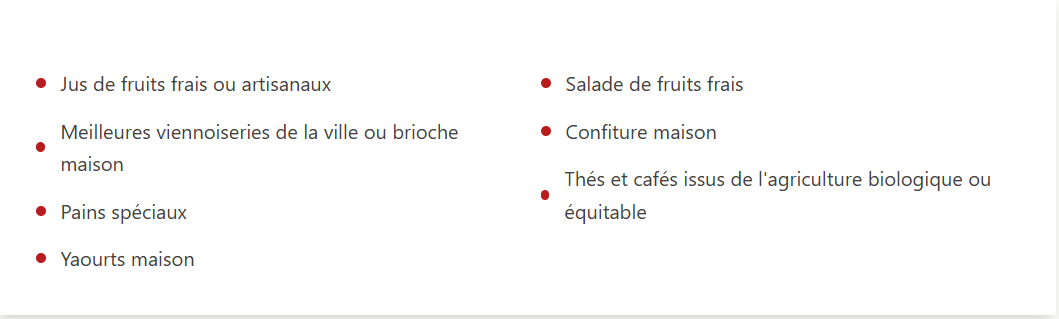 Jus de fruits frais ou artisanaux
Meilleures viennoiseries de la ville ou brioche
maison
Pains spéciaux
Yaourts maison
Salade de fruits frais
Confiture maison
Thés et cafés issus de l'agriculture biologique ou
équitable